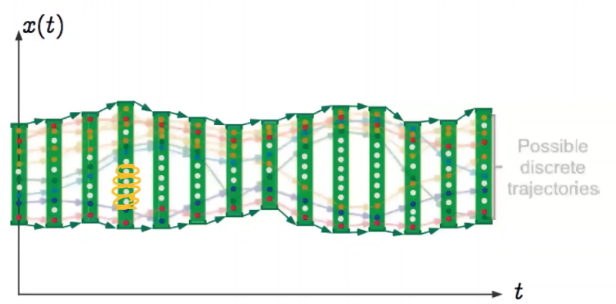 x(t)
Possible
discrete
trajectories
t